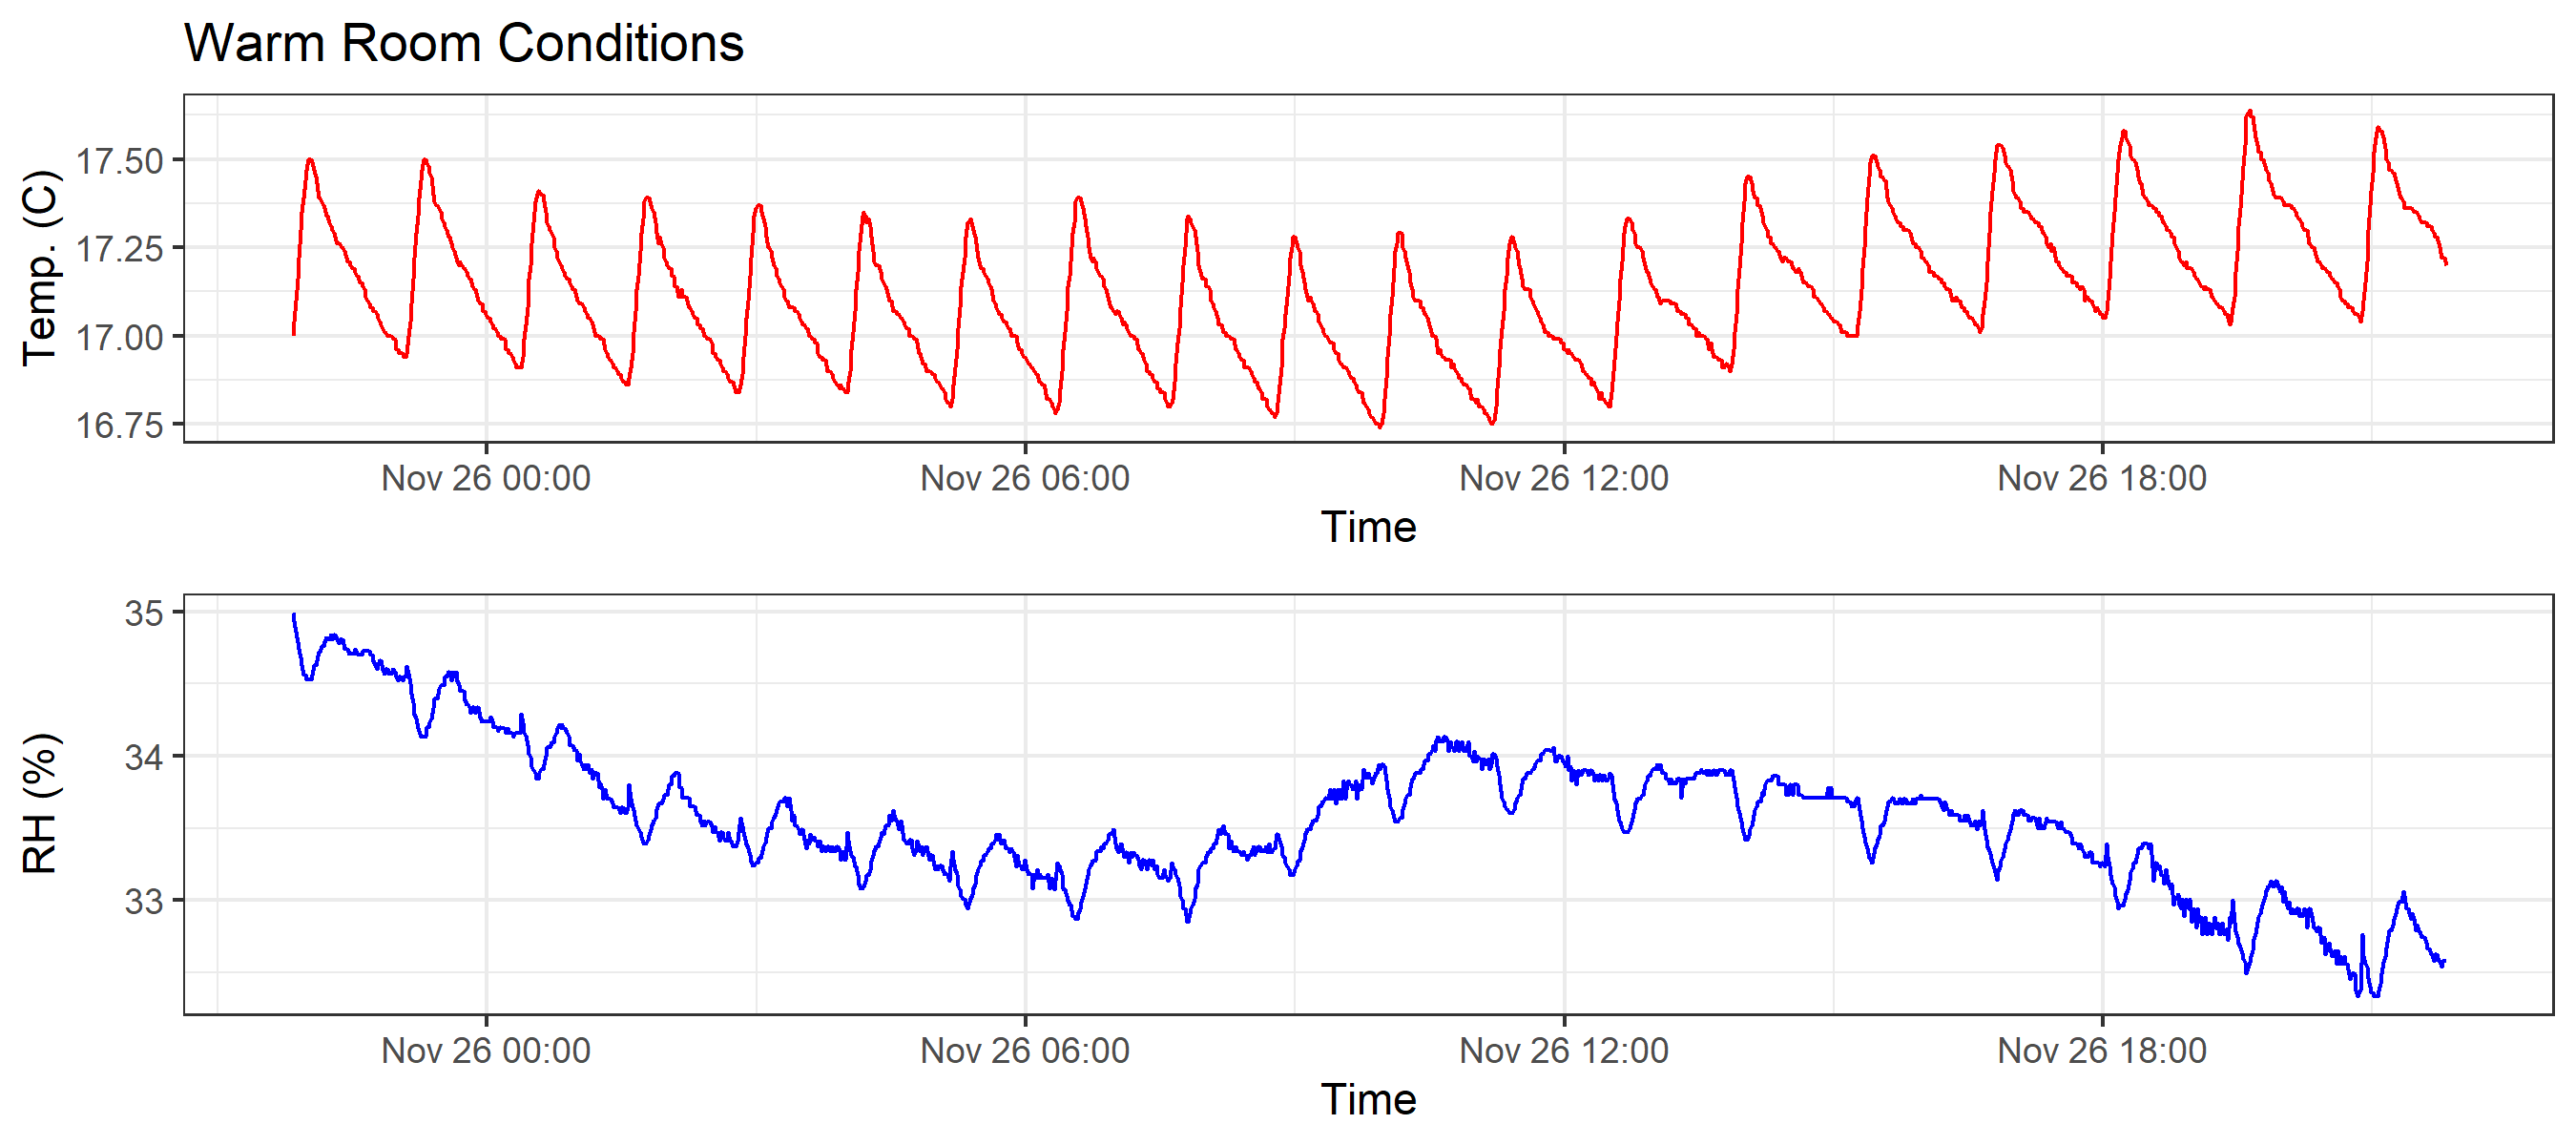 Warm Room Conditions
Temp. (C)
17.50
17.25
17.00
16.75
Nov 26 00:00 Nov 26 06:00 Nov 26 12:00 Nov 26 18:00
Time
RH (%)
35
34
33
Nov 26 00:00 Nov 26 06:00 Nov 26 12:00 Nov 26 18:00
Time